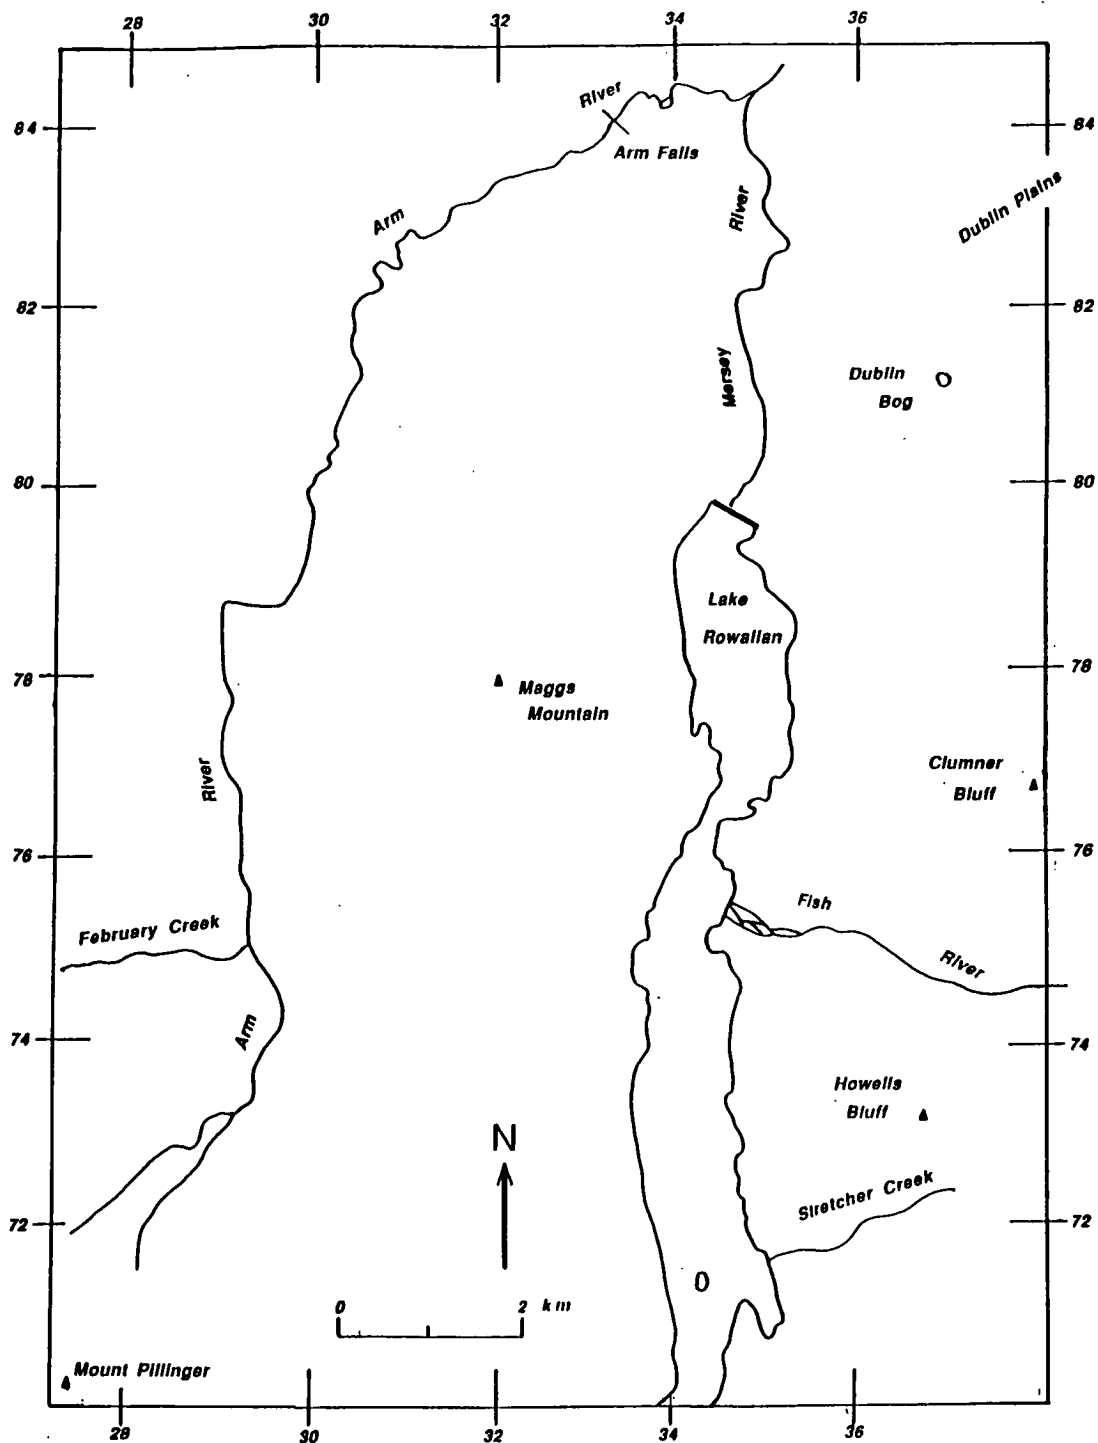 28 30 32 34 36
River
84 84
Arm Falls
Dublin Plains
River
Arm
82 82
Mersey
Dublin
Bog
80 80
Lake
Rowallan
78 78
Maggs
Mountain
River
Clumner
Bluff
76 76
Fish
February Creek
River
Arm
74 74
Howells
Bluff
N
Stretcher Creek
72 72
0 2 km
Mount Pillinger
28 30 32 34 36